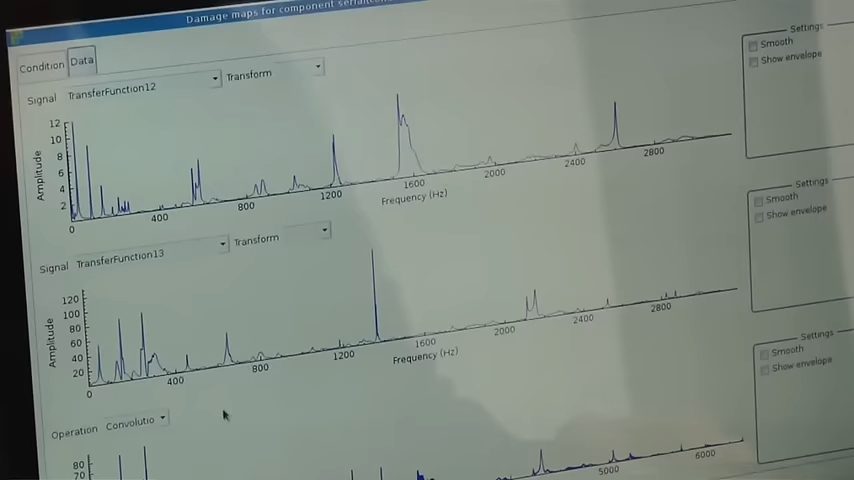 Damage maps for component
Condition Data
Signal TransferFunction12 Transform
Settings
Smooth
Show envelope
Amplitude
12
10
8
6
4
2
0 400 800 1200 1600 2000 2400 2800
Frequency (Hz)
Signal TransferFunction13 Transform
Settings
Smooth
Show envelope
Amplitude
120
100
80
60
40
20
0 400 800 1200 1600 2000 2400 2800
Frequency (Hz)
Operation Convolutio
Settings
Smooth
Show envelope
80
70
5000 6000